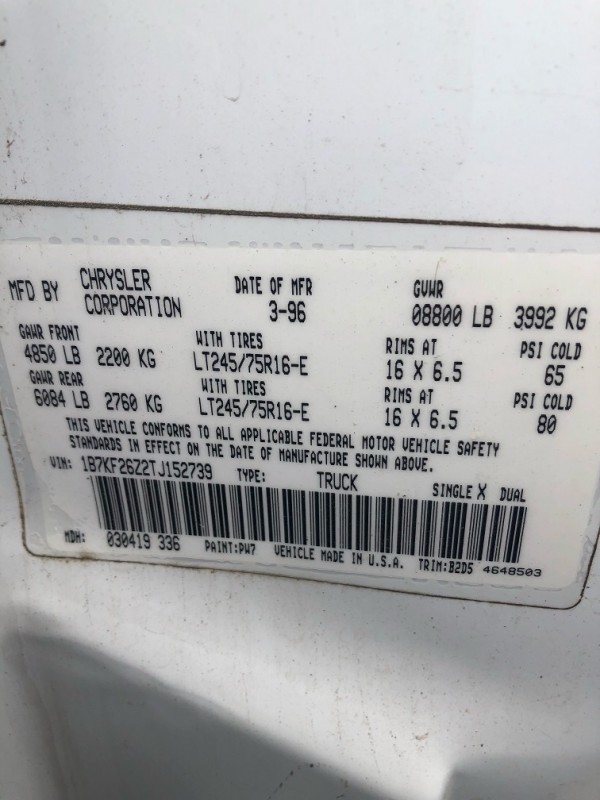 MFD BY CHRYSLER CORPORATION DATE OF MFR 3-96 GVWR 08800 LB 3992 KG
GAWR FRONT WITH TIRES RIMS AT PSI COLD
4850 LB 2200 KG LT245/75R16-E 16 X 6.5 65
GAWR REAR WITH TIRES RIMS AT PSI COLD
6084 LB 2760 KG LT245/75R16-E 16 X 6.5 80
THIS VEHICLE CONFORMS TO ALL APPLICABLE FEDERAL MOTOR VEHICLE SAFETY
STANDARDS IN EFFECT ON THE DATE OF MANUFACTURE SHOWN ABOVE.
VIN: 1B7KF26Z2TJ152739 TYPE: TRUCK SINGLE X DUAL
MDH: 030419 336 PAINT:PW7 VEHICLE MADE IN U.S.A. TRIM:B2D5 4648503